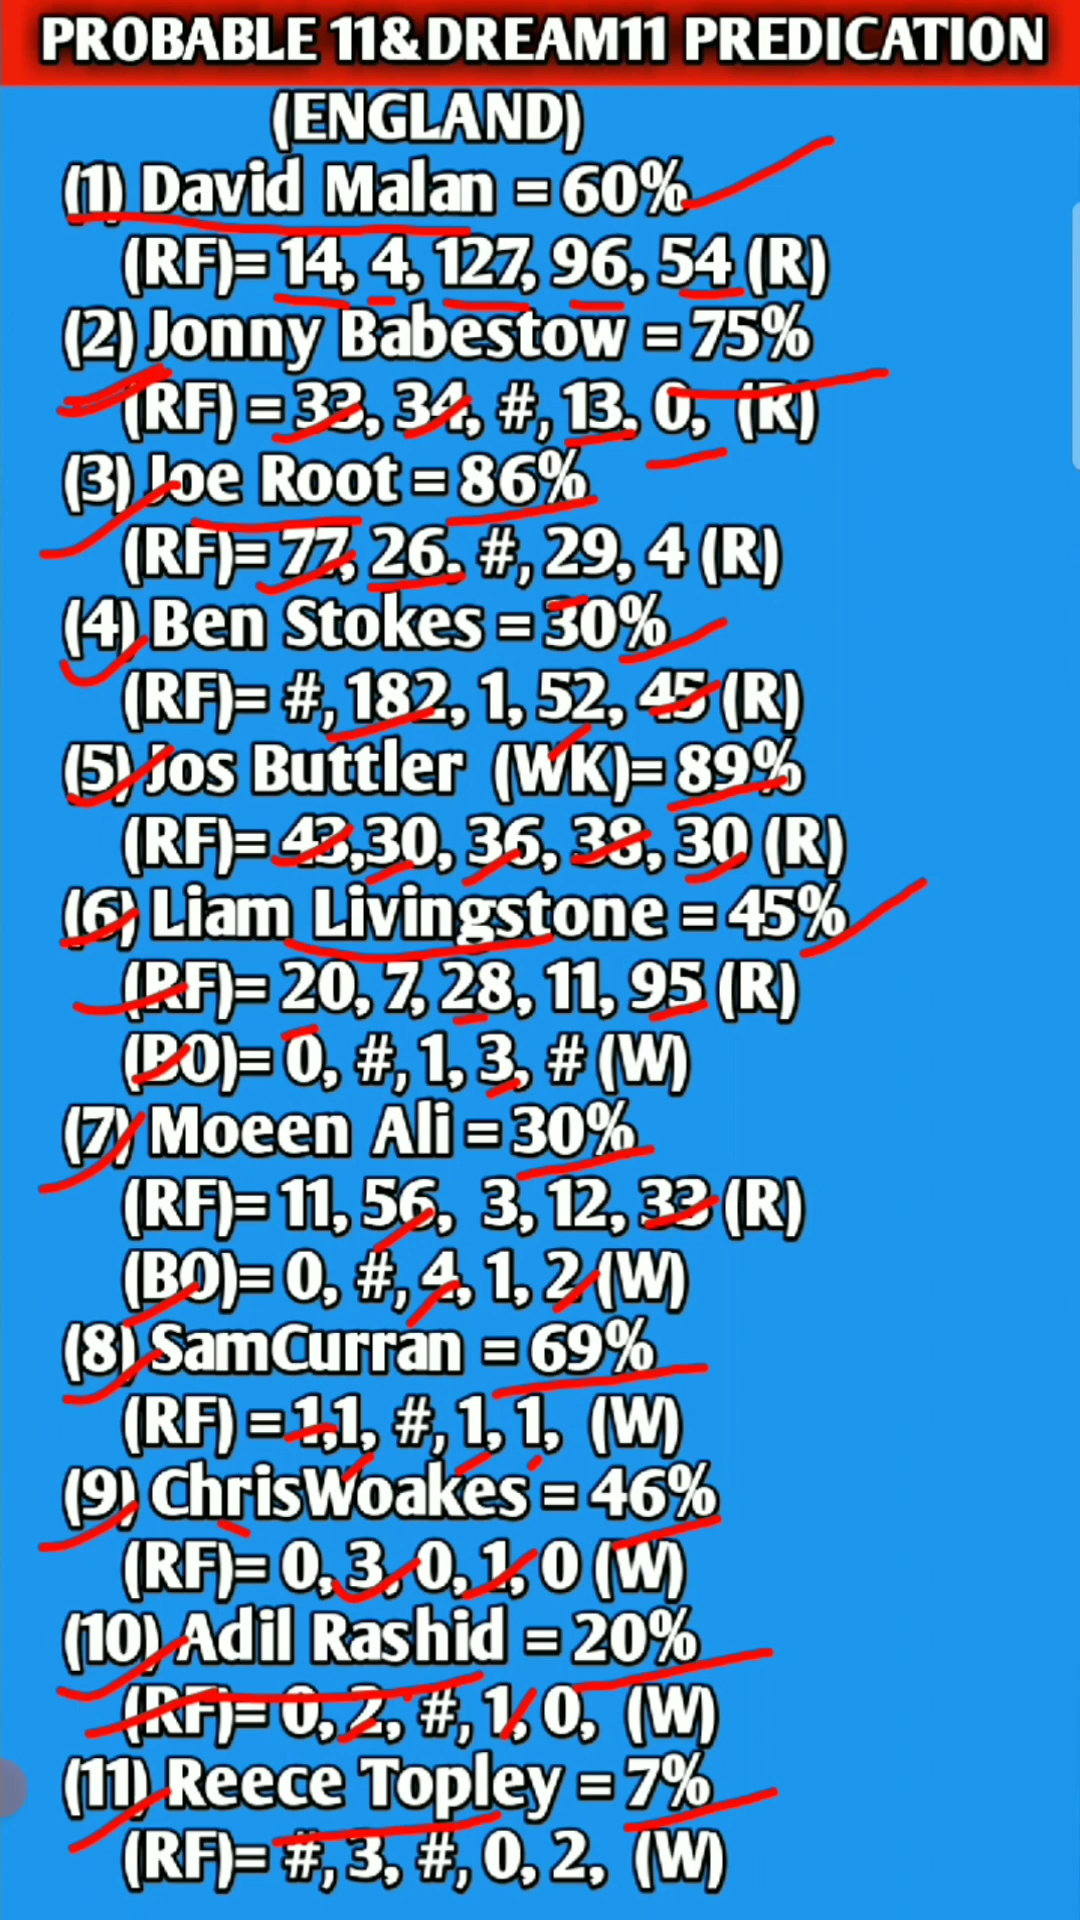 PROBABLE 11&DREAM11 PREDICATION
(ENGLAND)
(1) David Malan = 60%
(RF)= 14, 4, 127, 96, 54 (R)
(2) Jonny Babestow = 75%
(RF) = 33, 34, #, 13, 0, (R)
(3) Joe Root = 86%
(RF)= 77, 26. #, 29, 4 (R)
(4) Ben Stokes = 30%
(RF)= #, 182, 1, 52, 45 (R)
(5) Jos Buttler (WK)= 89%
(RF)= 43,30, 36, 38, 30 (R)
(6) Liam Livingstone = 45%
(RF)= 20, 7, 28, 11, 95 (R)
(BO)= 0, #, 1, 3, # (W)
(7) Moeen Ali = 30%
(RF)= 11, 56, 3, 12, 33 (R)
(BO)= 0, #, 4, 1, 2 (W)
(8) SamCurran = 69%
(RF) = 1,1, #, 1, 1, (W)
(9) ChrisWoakes = 46%
(RF)= 0, 3, 0, 1, 0 (W)
(10) Adil Rashid = 20%
(RF)= 0, 2, #, 1, 0, (W)
(11) Reece Topley = 7%
(RF)= #, 3, #, 0, 2, (W)